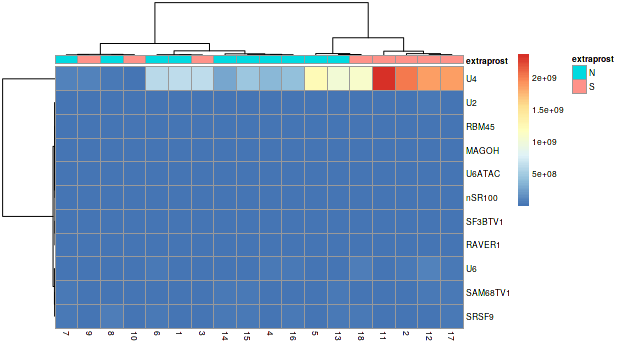 extraprost
U4
U2
RBM45
MAGOH
U6ATAC
nSR100
SF3BTV1
RAVER1
U6
SAM68TV1
SRSF9
7 9 8 10 6 1 3 14 15 4 16 5 13 18 11 2 12 17
2e+09
1.5e+09
1e+09
5e+08
extraprost
N
S